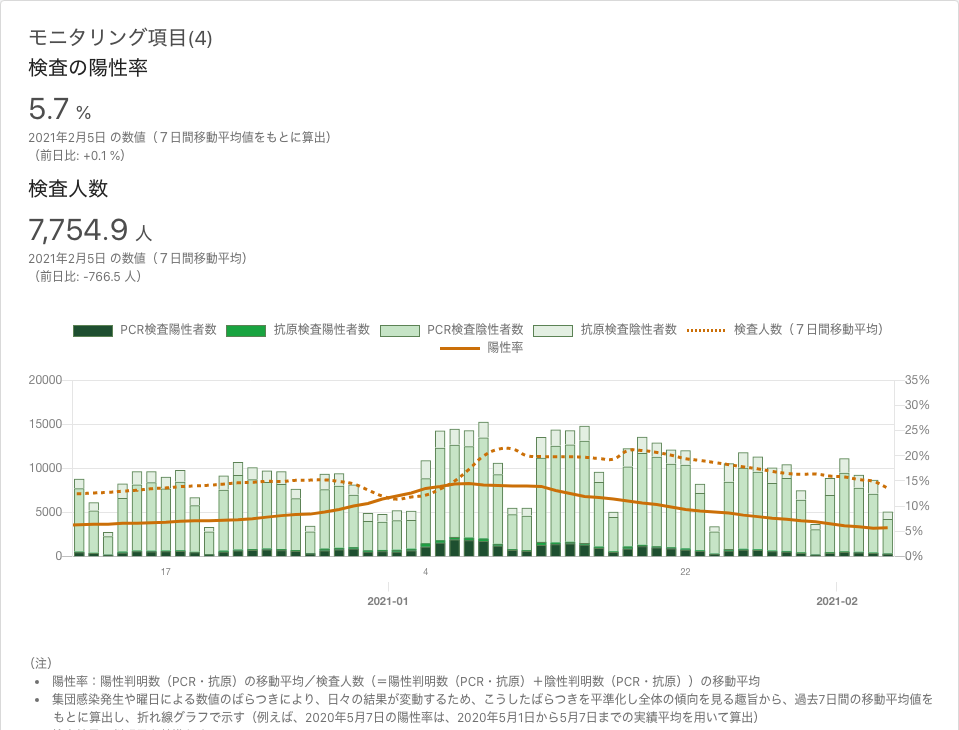 モニタリング項目(4)
検査の陽性率
5.7 %
2021年2月5日 の数値（７日間移動平均値をもとに算出）
（前日比: +0.1 %）
検査人数
7,754.9 人
2021年2月5日 の数値（７日間移動平均）
（前日比: -766.5 人）
PCR検査陽性者数 抗原検査陽性者数 PCR検査陰性者数 抗原検査陰性者数 検査人数（７日間移動平均）
陽性率
20000 35%
30%
15000 25%
20%
10000 15%
5000 10%
5%
0 0%
17 4 22
2021-01 2021-02
（注）
• 陽性率：陽性判明数（PCR・抗原）の移動平均／検査人数（＝陽性判明数（PCR・抗原）＋陰性判明数（PCR・抗原））の移動平均
• 集団感染発生や曜日による数値のばらつきにより、日々の結果が変動するため、こうしたばらつきを平準化し全体の傾向を見る趣旨から、過去7日間の移動平均値を
もとに算出し、折れ線グラフで示す（例えば、2020年5月7日の陽性率は、2020年5月1日から5月7日までの実績平均を用いて算出）